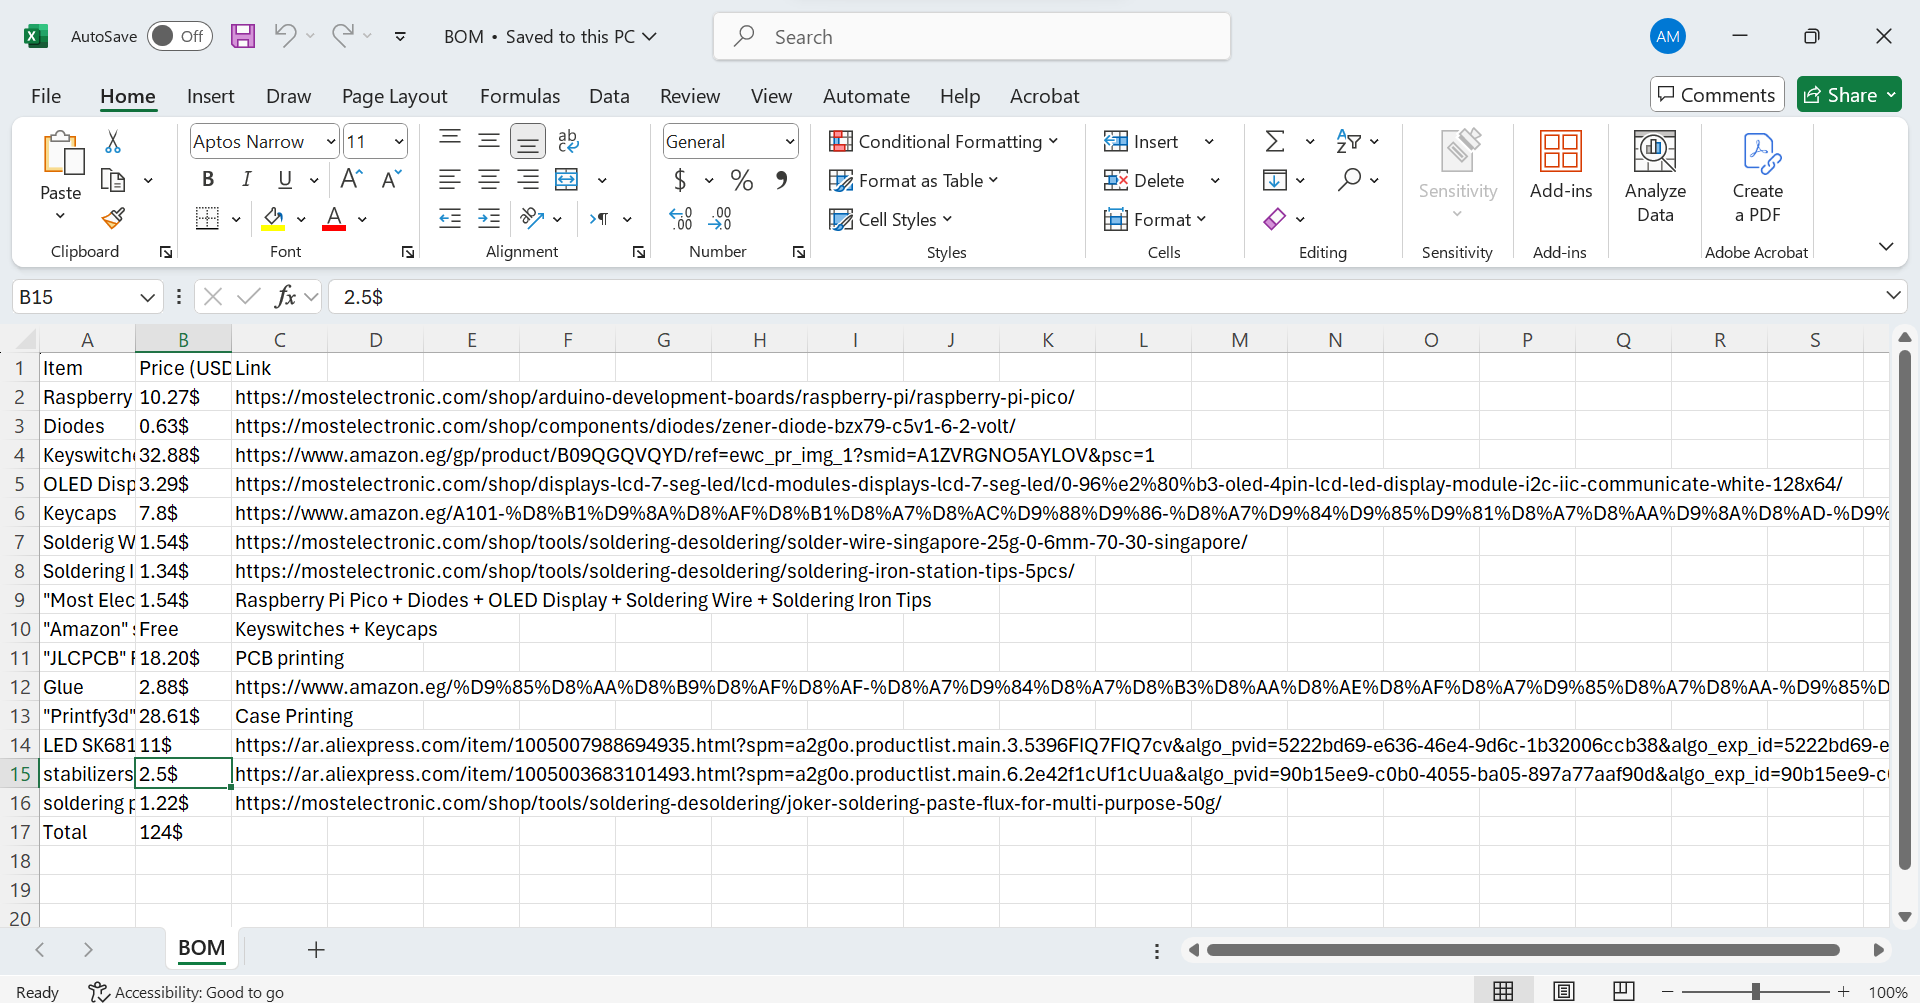 AutoSave Off BOM • Saved to this PC Search AM
File Home Insert Draw Page Layout Formulas Data Review View Automate Help Acrobat Comments Share
Paste Clipboard
Aptos Narrow 11 B I U A A A Font
ab Alignment
General $ % Number
Conditional Formatting
Format as Table
Cell Styles
Styles
Insert
Delete
Format
Cells
Editing
Sensitivity
Sensitivity
Add-ins
Add-ins
Analyze Data
Create a PDF
Adobe Acrobat
B15 fx 2.5$
A B C D E F G H I J K L M N O P Q R S
1 Item Price (USD Link
2 Raspberry 10.27$ https://mostelectronic.com/shop/arduino-development-boards/raspberry-pi/raspberry-pi-pico/
3 Diodes 0.63$ https://mostelectronic.com/shop/components/diodes/zener-diode-bzx79-c5v1-6-2-volt/
4 Keyswitche 32.88$ https://www.amazon.eg/gp/product/B09QGQVQYD/ref=ewc_pr_img_1?smid=A1ZVRGNO5AYLOV&psc=1
5 OLED Disp 3.29$ https://mostelectronic.com/shop/displays-lcd-7-seg-led/lcd-modules-displays-lcd-7-seg-led/0-96%e2%80%b3-oled-4pin-lcd-led-display-module-i2c-iic-communicate-white-128x64/
6 Keycaps 7.8$ https://www.amazon.eg/A101-%D8%B1%D9%8A%D8%AF%D8%B1%D8%A7%D8%AC%D9%88%D9%86-%D8%A7%D9%84%D9%85%D9%81%D8%A7%D8%AA%D9%8A%D8%AD-%D9%
7 Solderig W 1.54$ https://mostelectronic.com/shop/tools/soldering-desoldering/solder-wire-singapore-25g-0-6mm-70-30-singapore/
8 Soldering I 1.34$ https://mostelectronic.com/shop/tools/soldering-desoldering/soldering-iron-station-tips-5pcs/
9 "Most Elec 1.54$ Raspberry Pi Pico + Diodes + OLED Display + Soldering Wire + Soldering Iron Tips
10 "Amazon" s Free Keyswitches + Keycaps
11 "JLCPCB" P 18.20$ PCB printing
12 Glue 2.88$ https://www.amazon.eg/%D9%85%D8%AA%D8%B9%D8%AF%D8%AF-%D8%A7%D9%84%D8%A7%D8%B3%D8%AA%D8%AE%D8%AF%D8%A7%D9%85%D8%A7%D8%AA-%D9%85%D
13 "Printfy3d" 28.61$ Case Printing
14 LED SK681 11$ https://ar.aliexpress.com/item/1005007988694935.html?spm=a2g0o.productlist.main.3.5396FIQ7FIQ7cv&algo_pvid=5222bd69-e636-46e4-9d6c-1b32006ccb38&algo_exp_id=5222bd69-e
15 stabilizers 2.5$ https://ar.aliexpress.com/item/1005003683101493.html?spm=a2g0o.productlist.main.6.2e42f1cUf1cUua&algo_pvid=90b15ee9-c0b0-4055-ba05-897a77aaf90d&algo_exp_id=90b15ee9-c
16 soldering p 1.22$ https://mostelectronic.com/shop/tools/soldering-desoldering/joker-soldering-paste-flux-for-multi-purpose-50g/
17 Total 124$
18
19
20
BOM
Ready Accessibility: Good to go 100%